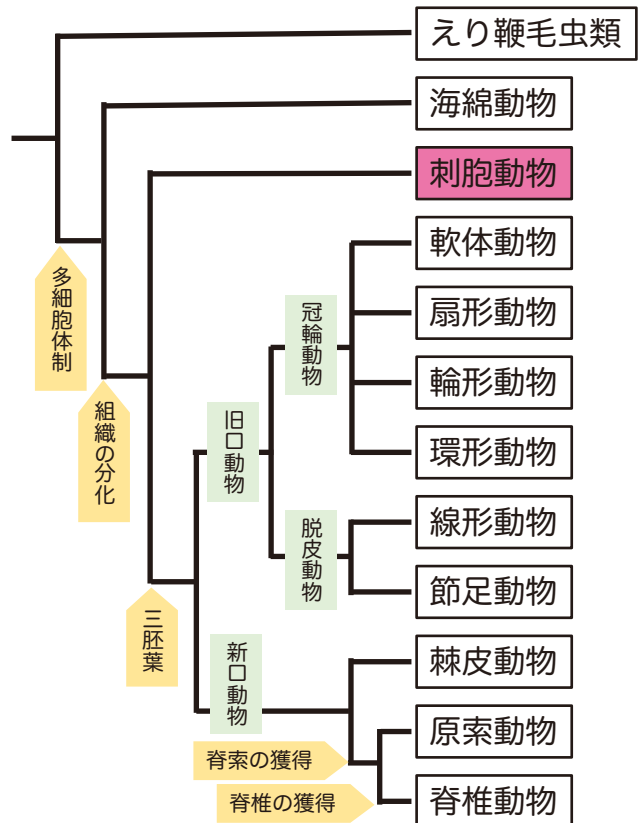 えり鞭毛虫類
海綿動物
刺胞動物
軟体動物
扇形動物
輪形動物
環形動物
線形動物
節足動物
棘皮動物
原索動物
脊椎動物
多細胞体制
組織の分化
三胚葉
旧口動物
冠輪動物
脱皮動物
新口動物
脊索の獲得
脊椎の獲得